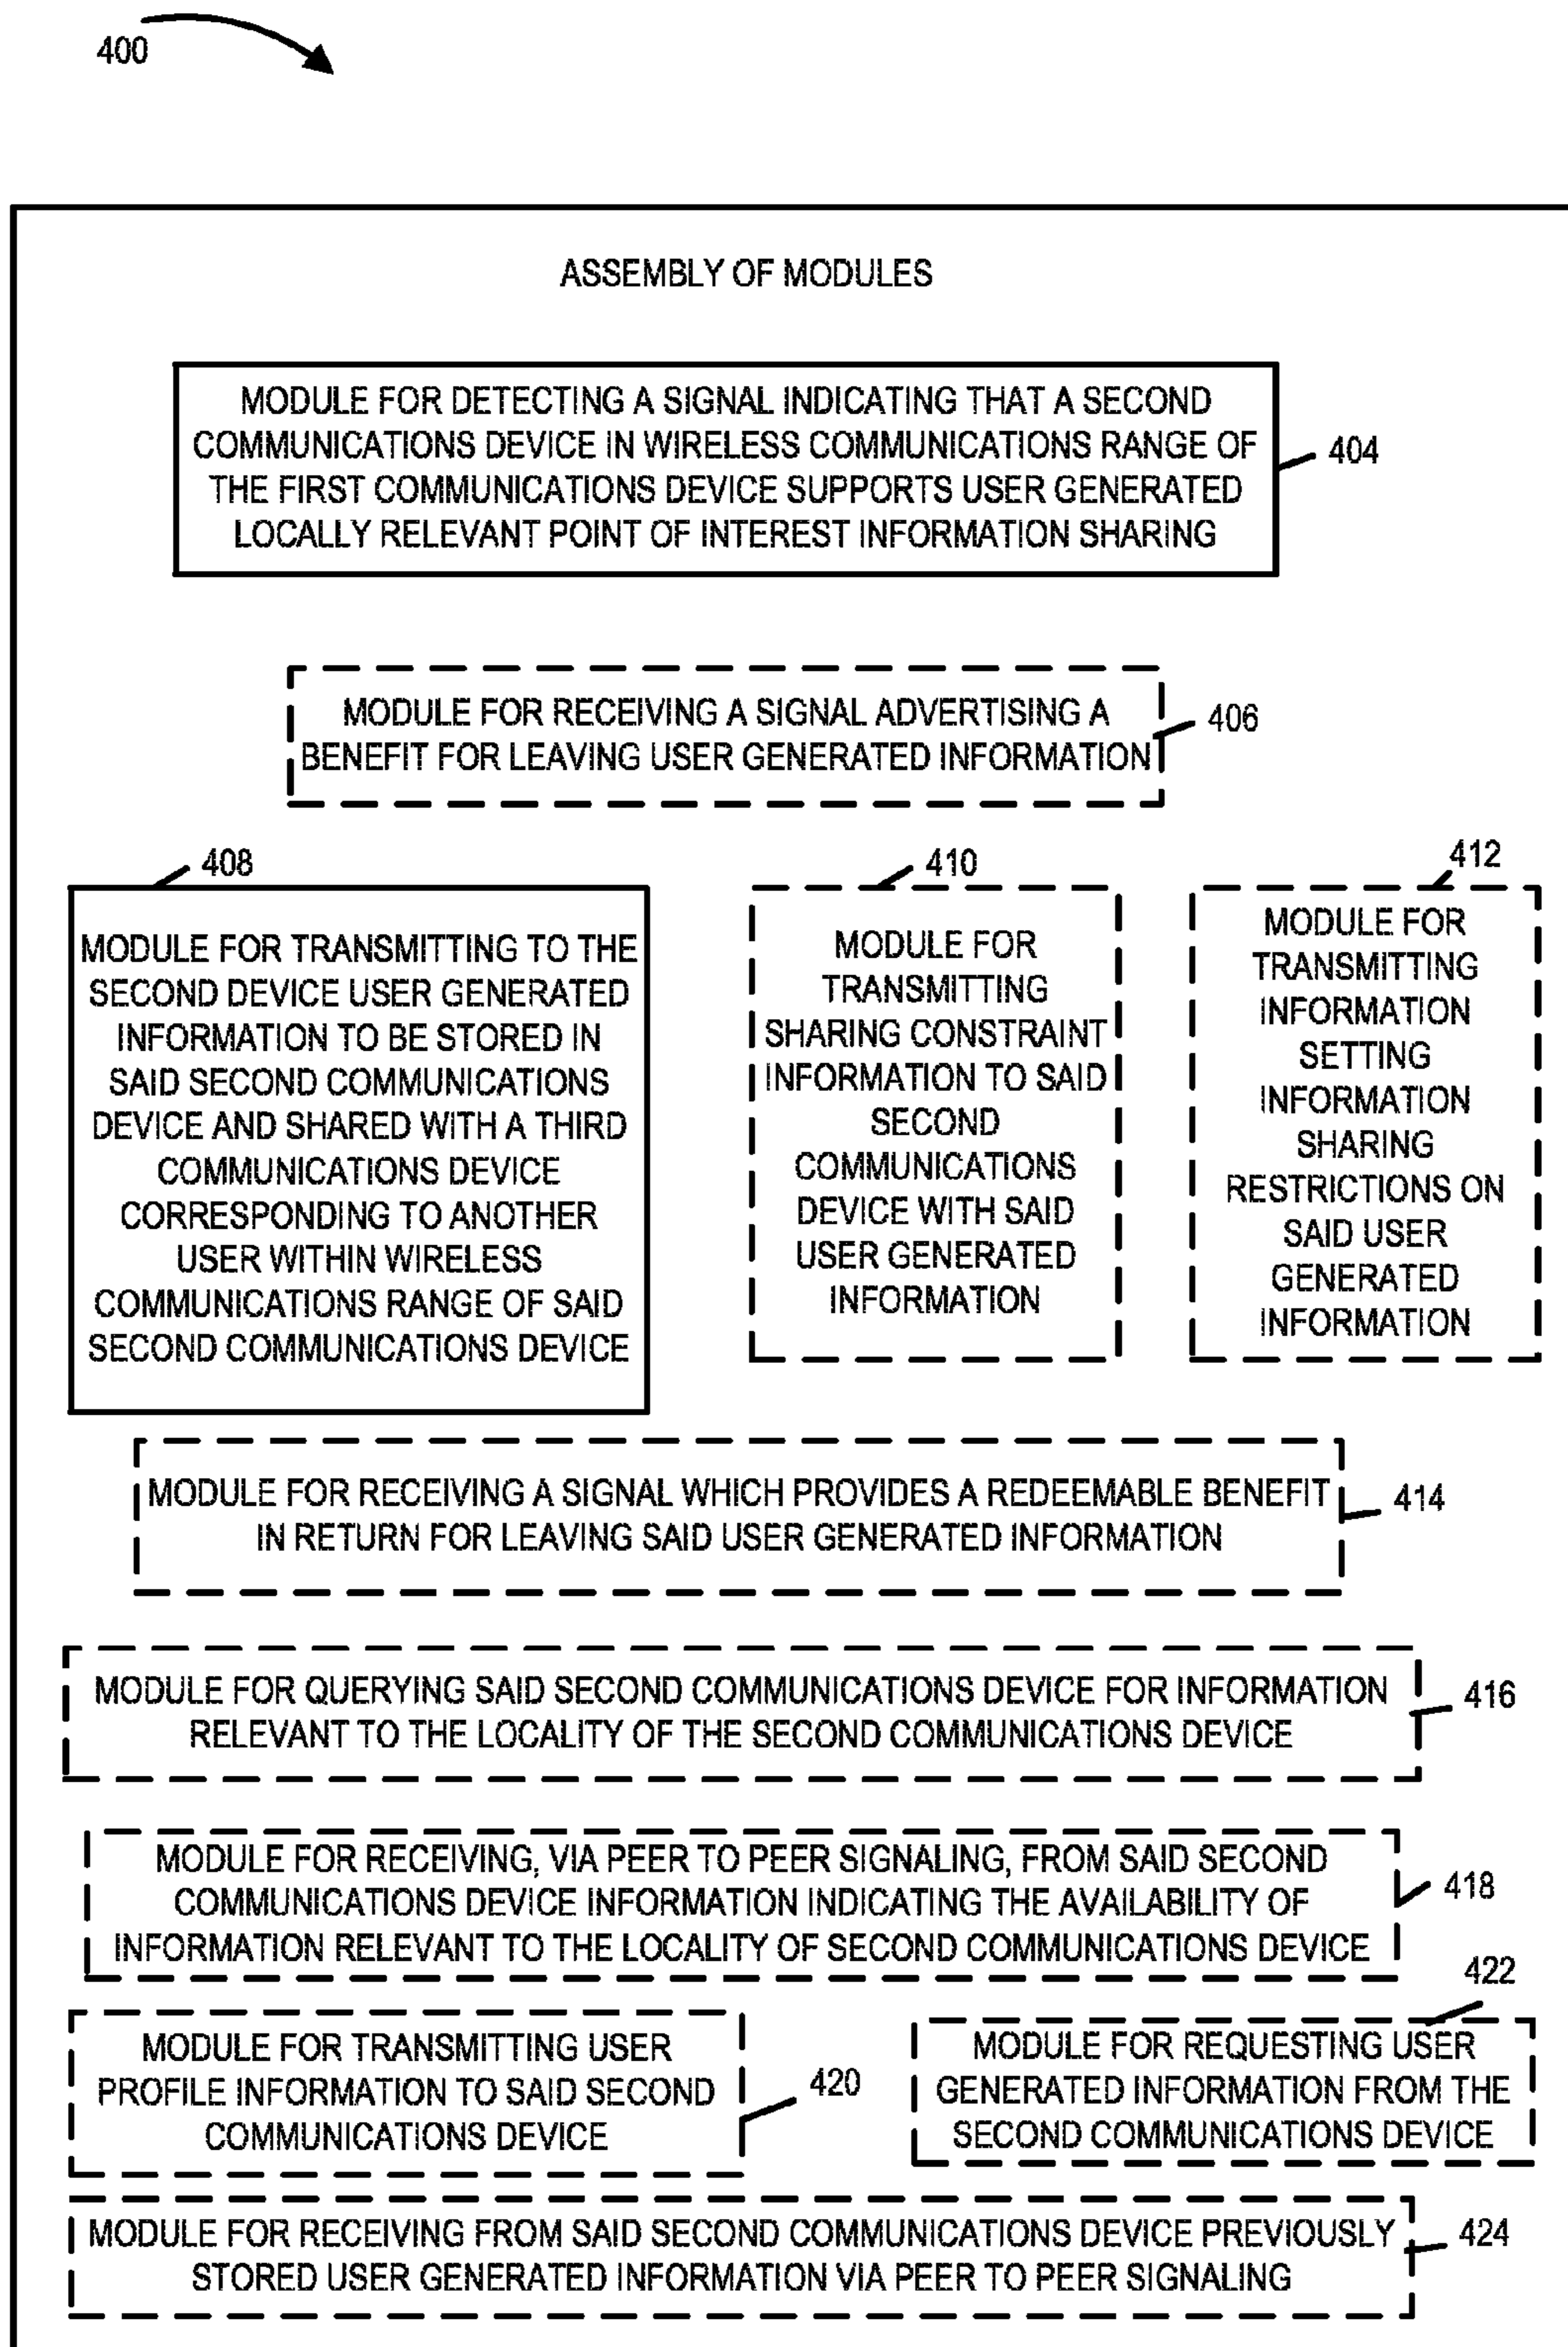 400
ASSEMBLY OF MODULES
MODULE FOR DETECTING A SIGNAL INDICATING THAT A SECOND
COMMUNICATIONS DEVICE IN WIRELESS COMMUNICATIONS RANGE OF
THE FIRST COMMUNICATIONS DEVICE SUPPORTS USER GENERATED
LOCALLY RELEVANT POINT OF INTEREST INFORMATION SHARING
404
MODULE FOR RECEIVING A SIGNAL ADVERTISING A
BENEFIT FOR LEAVING USER GENERATED INFORMATION
406
408
MODULE FOR TRANSMITTING TO THE
SECOND DEVICE USER GENERATED
INFORMATION TO BE STORED IN
SAID SECOND COMMUNICATIONS
DEVICE AND SHARED WITH A THIRD
COMMUNICATIONS DEVICE
CORRESPONDING TO ANOTHER
USER WITHIN WIRELESS
COMMUNICATIONS RANGE OF SAID
SECOND COMMUNICATIONS DEVICE
410
MODULE FOR
TRANSMITTING
SHARING CONSTRAINT
INFORMATION TO SAID
SECOND
COMMUNICATIONS
DEVICE WITH SAID
USER GENERATED
INFORMATION
412
MODULE FOR
TRANSMITTING
INFORMATION
SETTING
INFORMATION
SHARING
RESTRICTIONS ON
SAID USER
GENERATED
INFORMATION
MODULE FOR RECEIVING A SIGNAL WHICH PROVIDES A REDEEMABLE BENEFIT
IN RETURN FOR LEAVING SAID USER GENERATED INFORMATION
414
MODULE FOR QUERYING SAID SECOND COMMUNICATIONS DEVICE FOR INFORMATION
RELEVANT TO THE LOCALITY OF THE SECOND COMMUNICATIONS DEVICE
416
MODULE FOR RECEIVING, VIA PEER TO PEER SIGNALING, FROM SAID SECOND
COMMUNICATIONS DEVICE INFORMATION INDICATING THE AVAILABILITY OF
INFORMATION RELEVANT TO THE LOCALITY OF SECOND COMMUNICATIONS DEVICE
418
MODULE FOR TRANSMITTING USER
PROFILE INFORMATION TO SAID SECOND
COMMUNICATIONS DEVICE
420
422
MODULE FOR REQUESTING USER
GENERATED INFORMATION FROM THE
SECOND COMMUNICATIONS DEVICE
MODULE FOR RECEIVING FROM SAID SECOND COMMUNICATIONS DEVICE PREVIOUSLY
STORED USER GENERATED INFORMATION VIA PEER TO PEER SIGNALING
424